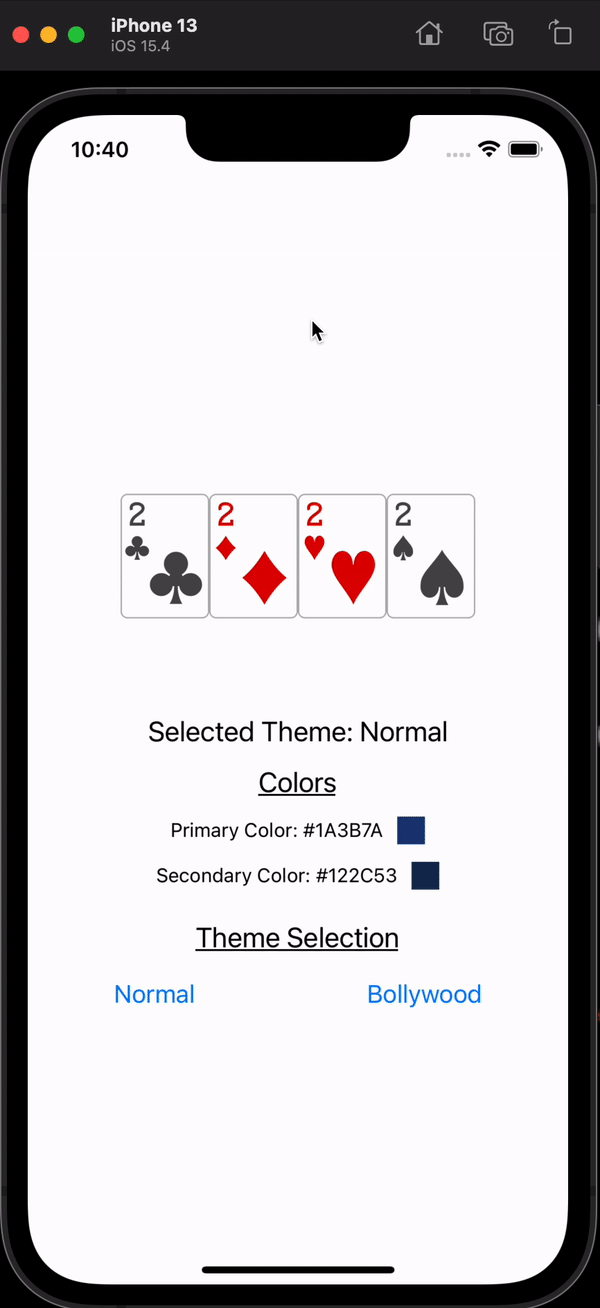 iPhone 13
iOS 15.4
10:40
2 2 2 2
Selected Theme: Normal
Colors
Primary Color: #1A3B7A
Secondary Color: #122C53
Theme Selection
Normal Bollywood